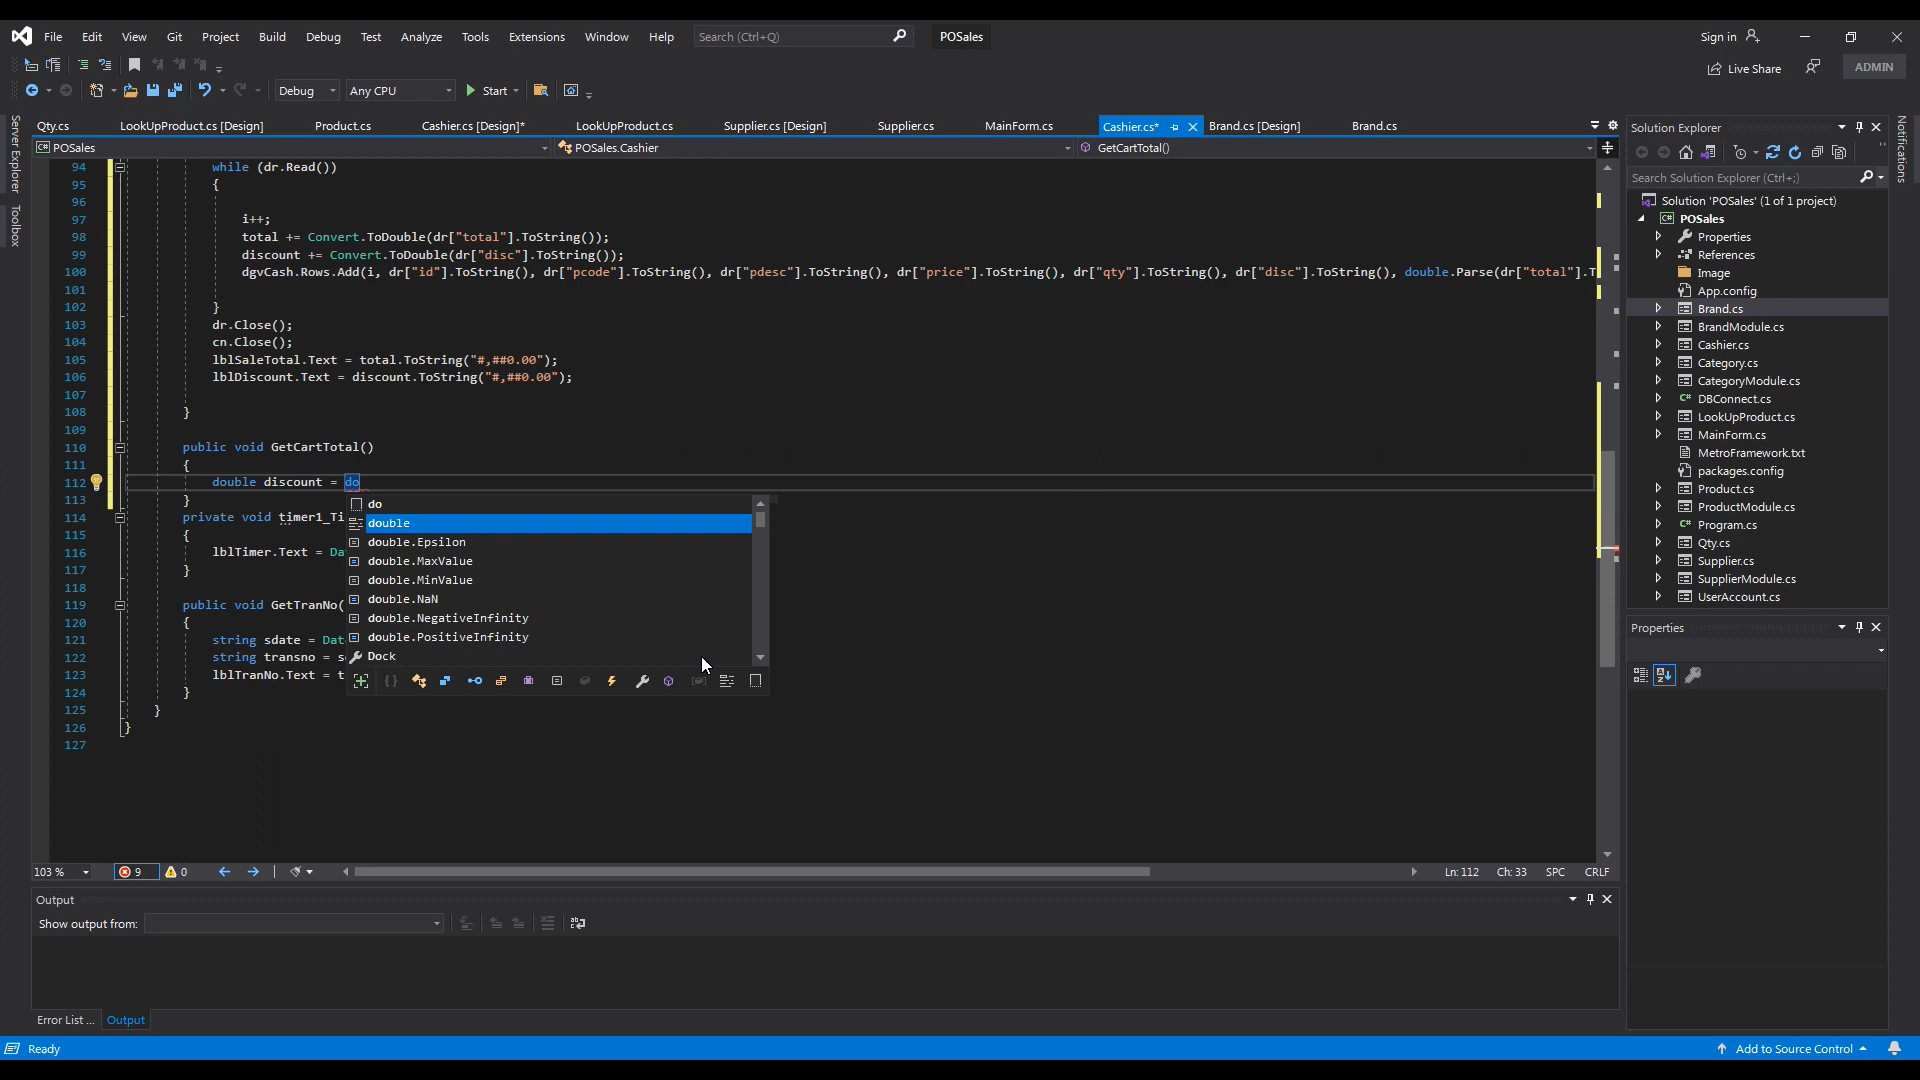 File Edit View Git Project Build Debug Test Analyze Tools Extensions Window Help Search (Ctrl+Q) POSales Sign in
Live Share ADMIN
Debug Any CPU Start
Server Explorer
Toolbox
Qty.cs LookUpProduct.cs [Design] Product.cs Cashier.cs [Design]* LookUpProduct.cs Supplier.cs [Design] Supplier.cs MainForm.cs Cashier.cs* Brand.cs [Design] Brand.cs
POSales POSales.Cashier GetCartTotal()
94 while (dr.Read())
95 {
96
97 i++;
98 total += Convert.ToDouble(dr["total"].ToString());
99 discount += Convert.ToDouble(dr["disc"].ToString());
100 dgvCash.Rows.Add(i, dr["id"].ToString(), dr["pcode"].ToString(), dr["pdesc"].ToString(), dr["price"].ToString(), dr["qty"].ToString(), dr["disc"].ToString(), double.Parse(dr["total"].T
101
102 }
103 dr.Close();
104 cn.Close();
105 lblSaleTotal.Text = total.ToString("#,##0.00");
106 lblDiscount.Text = discount.ToString("#,##0.00");
107
108 }
109
110 public void GetCartTotal()
111 {
112 double discount = do
113 }
114 private void timer1_Ti
115 {
116 lblTimer.Text = Da
117 }
118
119 public void GetTranNo(
120 {
121 string sdate = Dat
122 string transno = s
123 lblTranNo.Text = t
124 }
125 }
126 }
127
do
double
double.Epsilon
double.MaxValue
double.MinValue
double.NaN
double.NegativeInfinity
double.PositiveInfinity
Dock
103 % 9 0 Ln: 112 Ch: 33 SPC CRLF
Output
Show output from:
Error List ... Output
Solution Explorer
Search Solution Explorer (Ctrl+;)
Solution 'POSales' (1 of 1 project)
POSales
Properties
References
Image
App.config
Brand.cs
BrandModule.cs
Cashier.cs
Category.cs
CategoryModule.cs
DBConnect.cs
LookUpProduct.cs
MainForm.cs
MetroFramework.txt
packages.config
Product.cs
ProductModule.cs
Program.cs
Qty.cs
Supplier.cs
SupplierModule.cs
UserAccount.cs
Properties
Notifications
Ready Add to Source Control